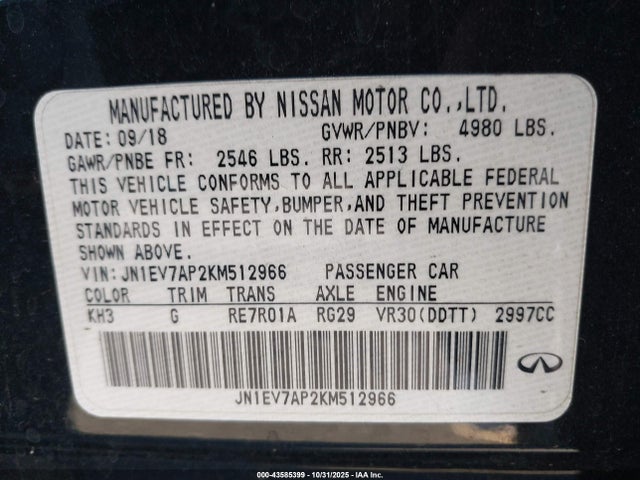 MANUFACTURED BY NISSAN MOTOR CO.,LTD.
DATE: 09/18 GVWR/PNBV: 4980 LBS.
GAWR/PNBE FR: 2546 LBS. RR: 2513 LBS.
THIS VEHICLE CONFORMS TO ALL APPLICABLE FEDERAL
MOTOR VEHICLE SAFETY,BUMPER,AND THEFT PREVENTION
STANDARDS IN EFFECT ON THE DATE OF MANUFACTURE
SHOWN ABOVE.
VIN:JN1EV7AP2KM512966 PASSENGER CAR
COLOR TRIM TRANS AXLE ENGINE
KH3 G RE7R01A RG29 VR30(DDTT) 2997CC
JN1EV7AP2KM512966
000-43585399 - 10/31/2025 - IAA Inc.